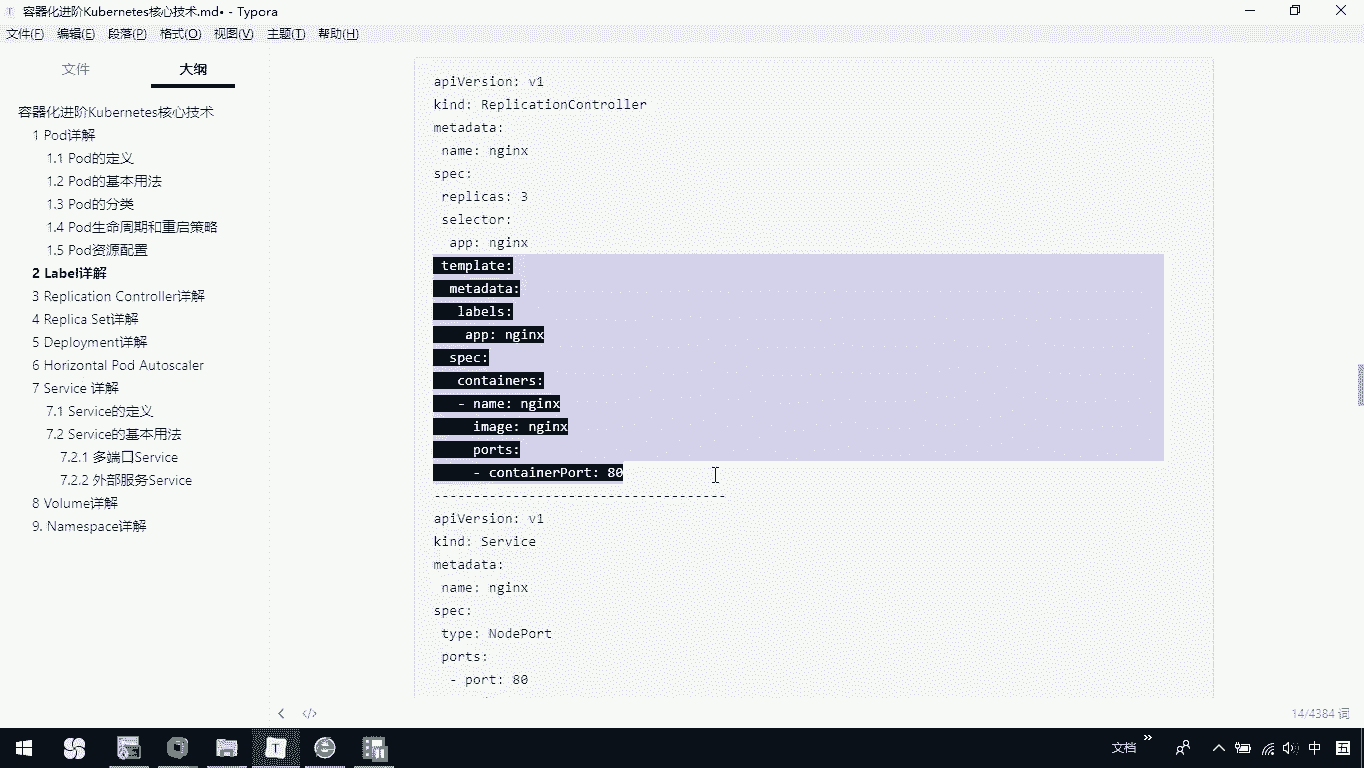 容器化进阶Kubernetes核心技术.md• - Typora
文件(F) 编辑(E) 段落(P) 格式(O) 视图(V) 主题(T) 帮助(H)
文件 大纲
容器化进阶Kubernetes核心技术
1 Pod详解
1.1 Pod的定义
1.2 Pod的基本用法
1.3 Pod的分类
1.4 Pod生命周期和重启策略
1.5 Pod资源配置
2 Label详解
3 Replication Controller详解
4 Replica Set详解
5 Deployment详解
6 Horizontal Pod Autoscaler
7 Service 详解
7.1 Service的定义
7.2 Service的基本用法
7.2.1 多端口Service
7.2.2 外部服务Service
8 Volume详解
9. Namespace详解
apiVersion: v1
kind: ReplicationController
metadata:
 name: nginx
spec:
 replicas: 3
 selector:
  app: nginx
 template:
  metadata:
   labels:
    app: nginx
  spec:
   containers:
   - name: nginx
     image: nginx
     ports:
     - containerPort: 80
-------------------------------------
apiVersion: v1
kind: Service
metadata:
 name: nginx
spec:
 type: NodePort
 ports:
  - port: 80
14/4384 词
文档 » 中 五